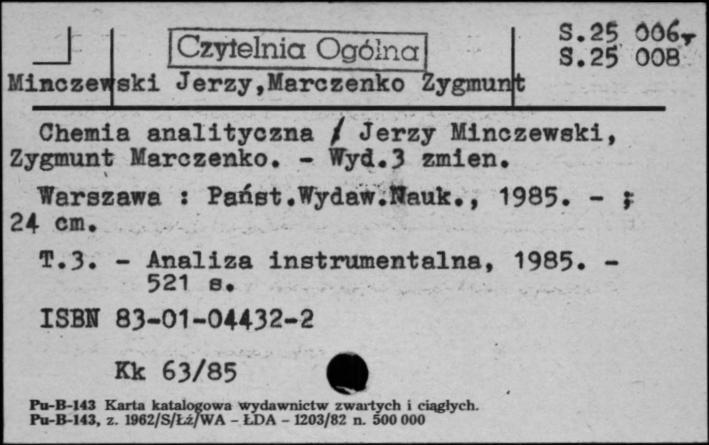 Czytelnia Ogólna
S.25 006
S.25 008
Minczewski Jerzy,Marczenko Zygmunt
Chemia analityczna / Jerzy Minczewski,
Zygmunt Marczenko. - Wyd.3 zmien.
Warszawa : Państ.Wydaw.Nauk., 1985. - ;
24 cm.
T.3. - Analiza instrumentalna, 1985. -
521 s.
ISBN 83-01-04432-2
Kk 63/85
Pu-B-143 Karta katalogowa wydawnictw zwartych i ciągłych.
Pu-B-143, z. 1962/S/Łż/WA - ŁDA - 1203/82 n. 500 000